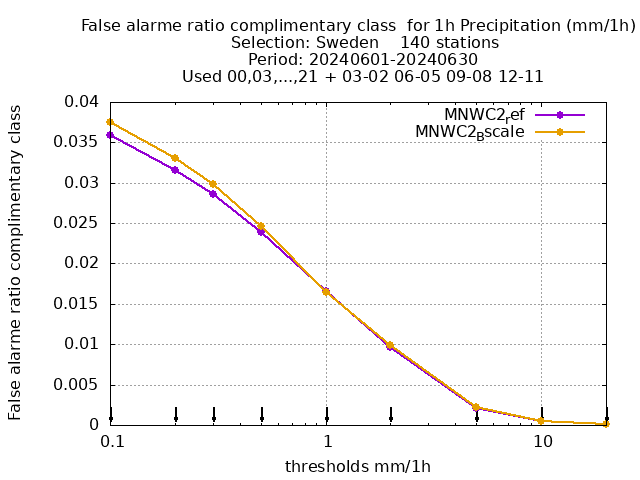 False alarme ratio complimentary class  for 1h Precipitation (mm/1h)
Selection: Sweden    140 stations
Period: 20240601-20240630
Used 00,03,...,21 + 03-02 06-05 09-08 12-11
MNWC2_ref
MNWC2_Bscale
False alarme ratio complimentary class
0.04
0.035
0.03
0.025
0.02
0.015
0.01
0.005
0
0.1 1 10
thresholds mm/1h